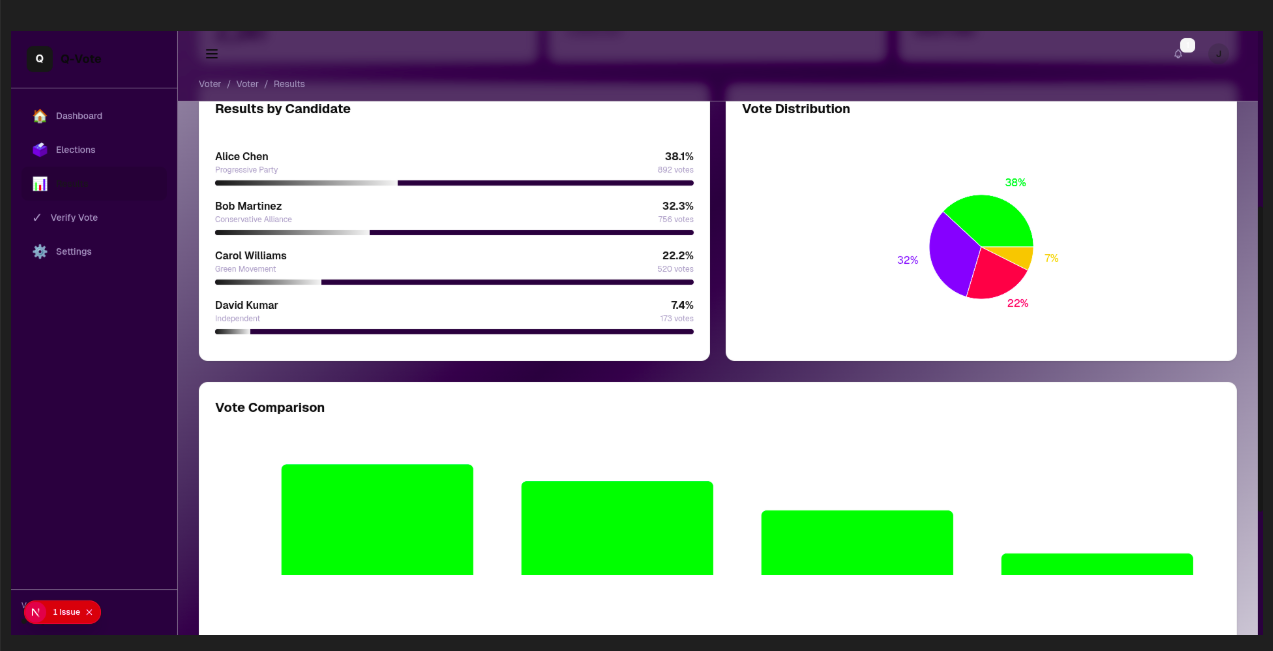 Q
Q-Vote
J
Voter / Voter / Results
🏠 Dashboard
🗳️ Elections
✓ Verify Vote
⚙️ Settings
Results by Candidate
Alice Chen 38.1%
Progressive Party 892 votes
Bob Martinez 32.3%
Conservative Alliance 756 votes
Carol Williams 22.2%
Green Movement 520 votes
David Kumar 7.4%
Independent 173 votes
Vote Distribution
38%
32%
7%
22%
Vote Comparison
N 1 Issue ×